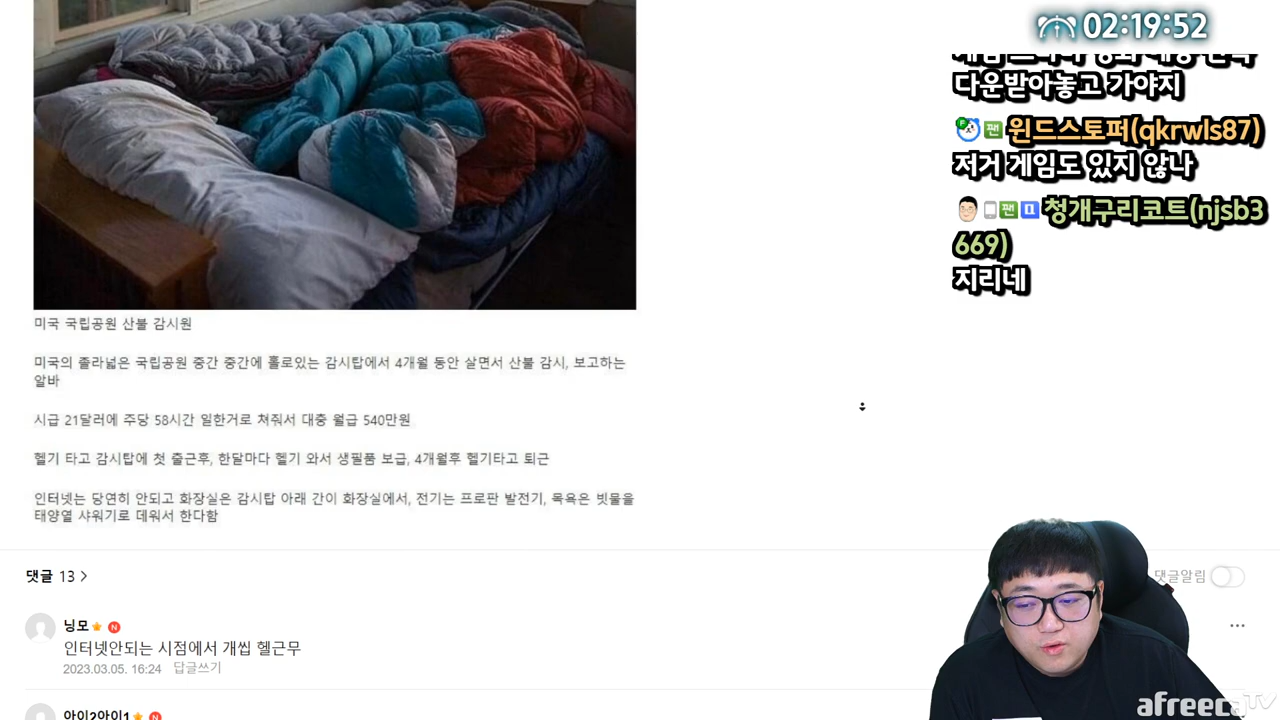 02:19:52
다운받아놓고 가야지
윈드스토퍼(qkrwls87)
저거 게임도 있지 않나
청개구리코트(njsb3
669)
지리네
미국 국립공원 산불 감시원
미국의 졸라넓은 국립공원 중간 중간에 홀로있는 감시탑에서 4개월 동안 살면서 산불 감시, 보고하는
알바
시급 21달러에 주당 58시간 일한거로 쳐줘서 대충 월급 540만원
헬기 타고 감시탑에 첫 출근후, 한달마다 헬기 와서 생필품 보급, 4개월후 헬기타고 퇴근
인터넷는 당연히 안되고 화장실은 감시탑 아래 간이 화장실에서, 전기는 프로판 발전기, 목욕은 빗물을
태양열 샤워기로 데워서 한다함
댓글 13 >
댓글알림
닝모 N
인터넷안되는 시점에서 개씹 헬근무
2023.03.05. 16:24 답글쓰기
아이2아이1 N
afreecaTV